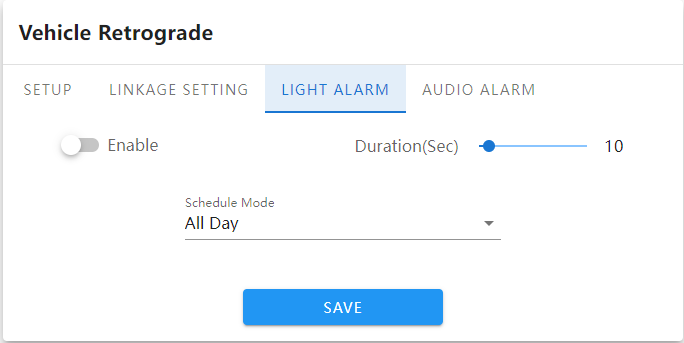 Vehicle Retrograde
SETUP LINKAGE SETTING LIGHT ALARM AUDIO ALARM
Enable Duration(Sec) 10
Schedule Mode
All Day
SAVE